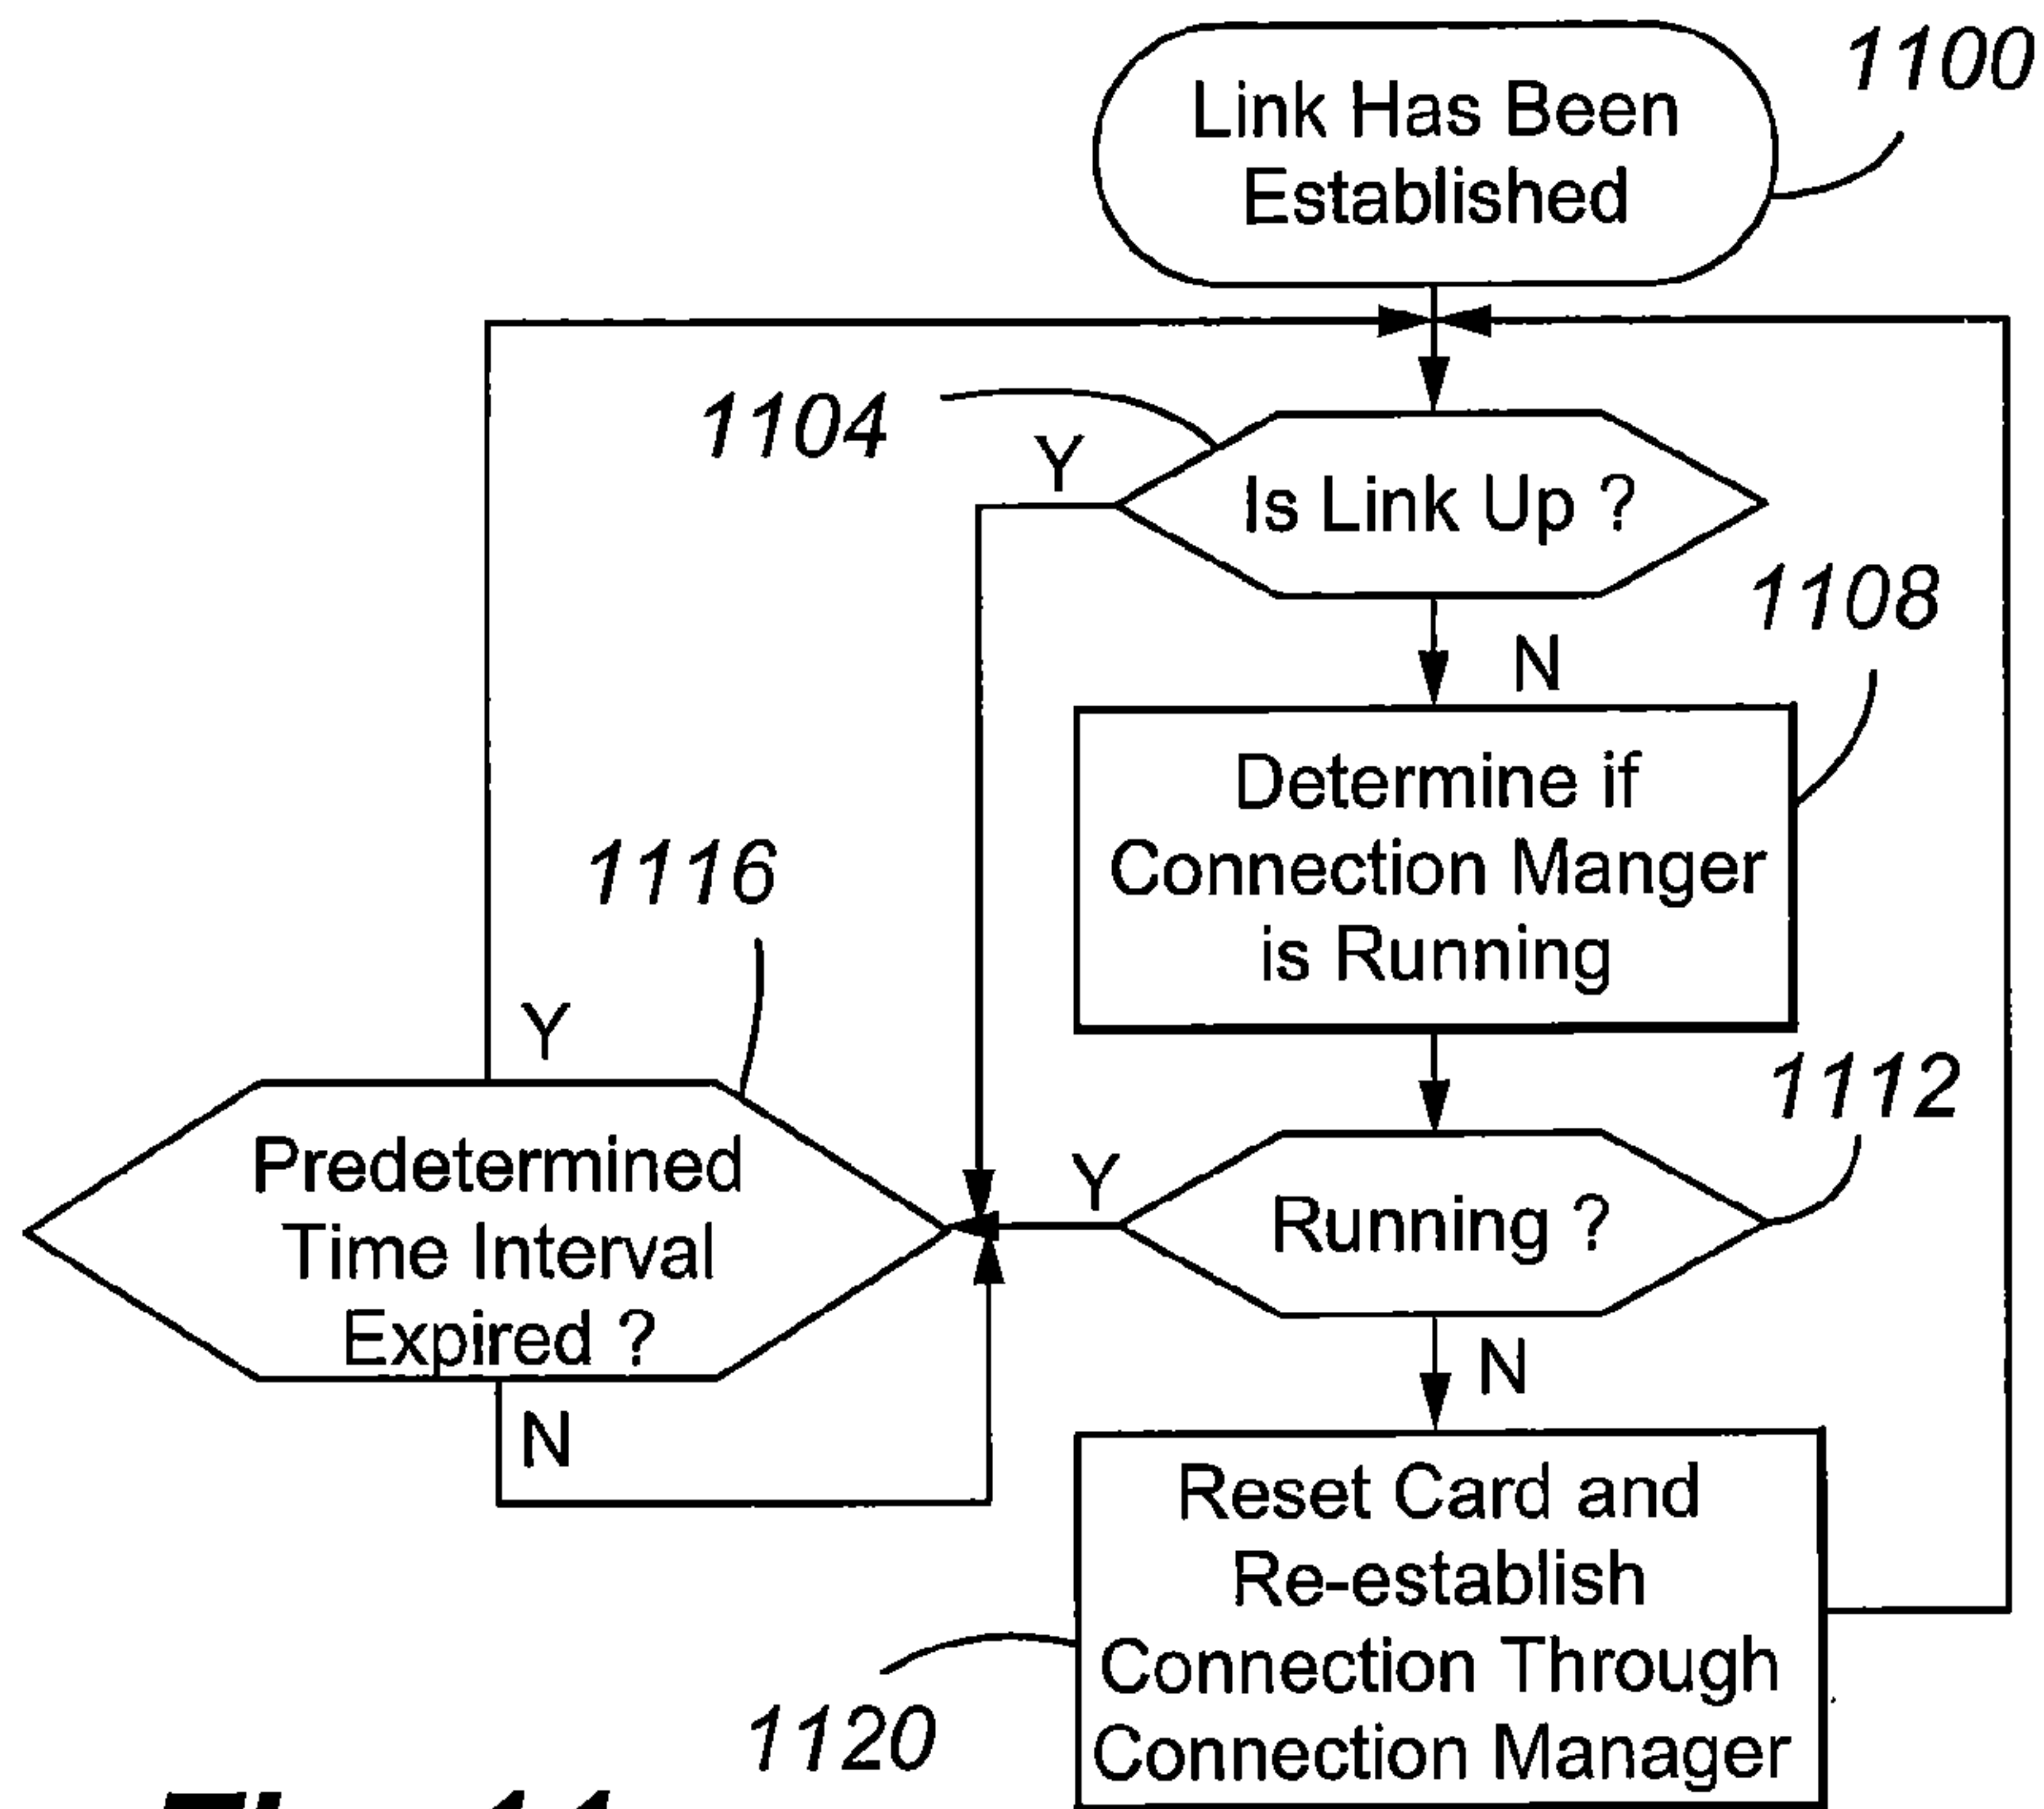 Link Has Been
Established
1100
1104
Y
Is Link Up ?
N
1108
Determine if
Connection Manger
is Running
1116
Y
Predetermined
Time Interval
Expired ?
N
Y
Running ?
1112
N
Reset Card and
Re-establish
Connection Through
Connection Manager
1120